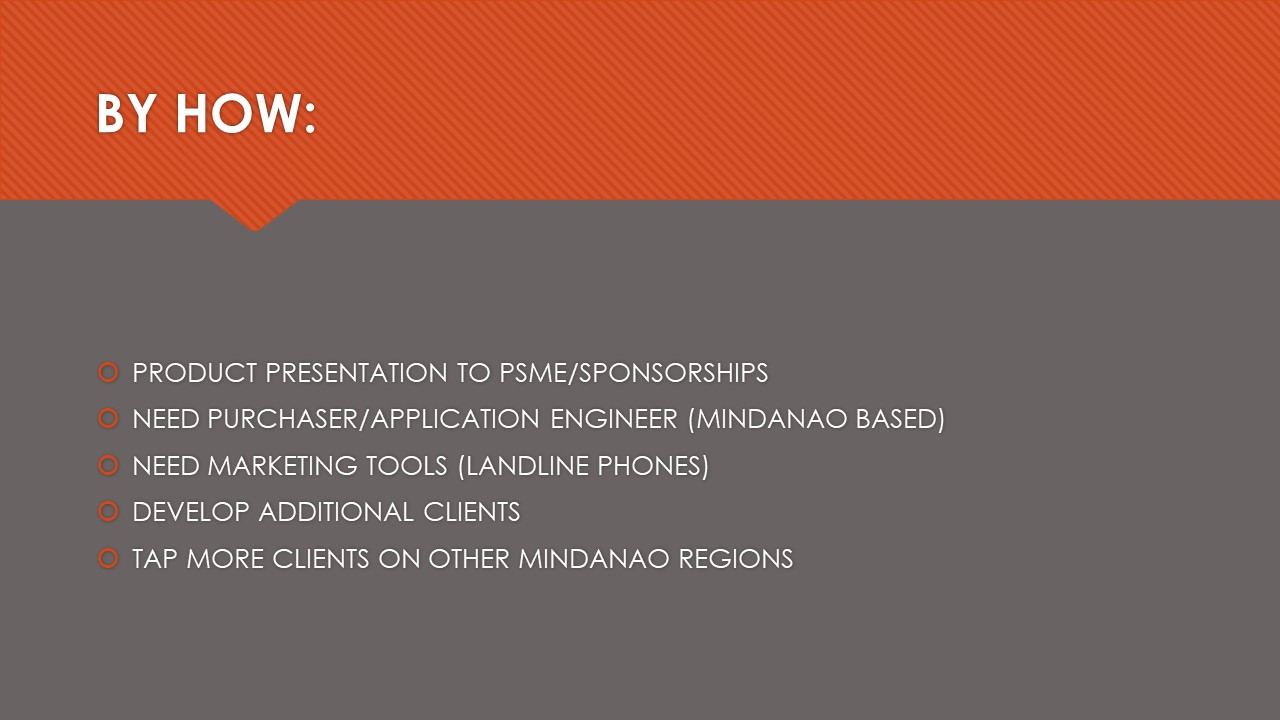 BY HOW:
PRODUCT PRESENTATION TO PSME/SPONSORSHIPS
NEED PURCHASER/APPLICATION ENGINEER (MINDANAO BASED)
NEED MARKETING TOOLS (LANDLINE PHONES)
DEVELOP ADDITIONAL CLIENTS
TAP MORE CLIENTS ON OTHER MINDANAO REGIONS